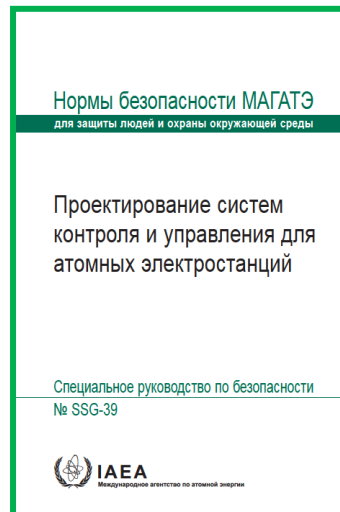 Нормы безопасности МАГАТЭ
для защиты людей и охраны окружающей среды
Проектирование систем
контроля и управления для
атомных электростанций
Специальное руководство по безопасности
№ SSG-39
IAEA
Международное агентство по атомной энергии